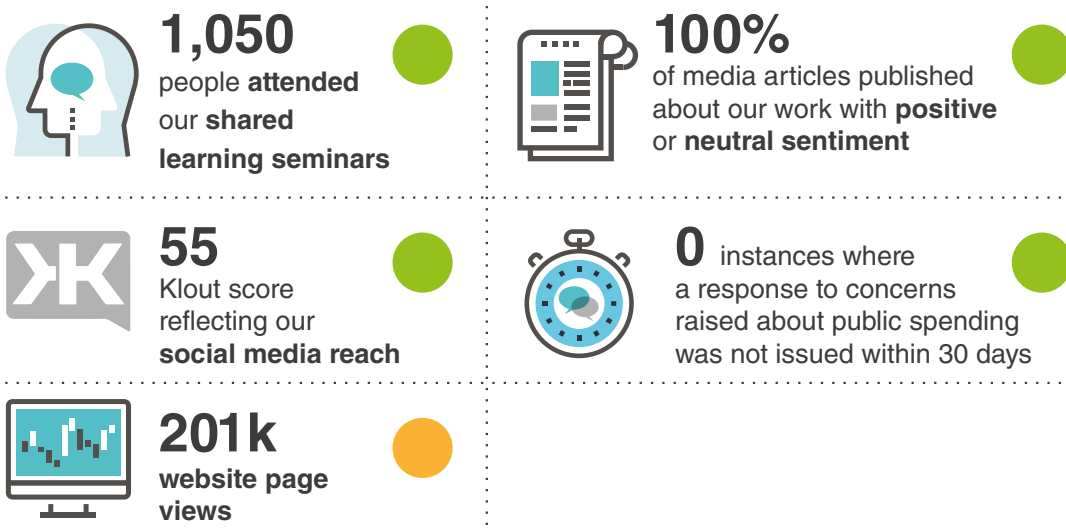 1,050
people attended
our shared
learning seminars
100%
of media articles published
about our work with positive
or neutral sentiment
55
Klout score
reflecting our
social media reach
0 instances where
a response to concerns
raised about public spending
was not issued within 30 days
201k
website page
views